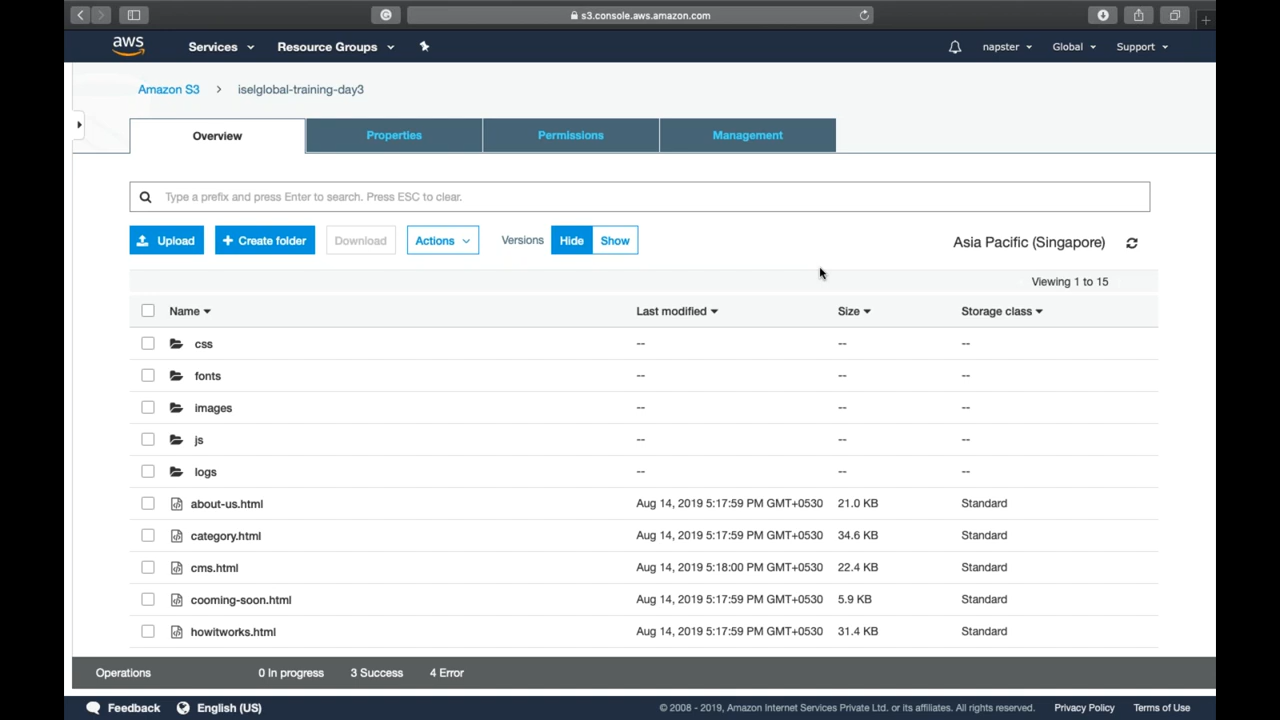 s3.console.aws.amazon.com
aws Services Resource Groups napster Global Support
Amazon S3 iselglobal-training-day3
Overview Properties Permissions Management
Type a prefix and press Enter to search. Press ESC to clear.
Upload + Create folder Download Actions Versions Hide Show Asia Pacific (Singapore)
Viewing 1 to 15
Name Last modified Size Storage class
css -- -- --
fonts -- -- --
images -- -- --
js -- -- --
logs -- -- --
about-us.html Aug 14, 2019 5:17:59 PM GMT+0530 21.0 KB Standard
category.html Aug 14, 2019 5:17:59 PM GMT+0530 34.6 KB Standard
cms.html Aug 14, 2019 5:18:00 PM GMT+0530 22.4 KB Standard
cooming-soon.html Aug 14, 2019 5:17:59 PM GMT+0530 5.9 KB Standard
howitworks.html Aug 14, 2019 5:17:59 PM GMT+0530 31.4 KB Standard
Operations 0 In progress 3 Success 4 Error
Feedback English (US) © 2008 - 2019, Amazon Internet Services Private Ltd. or its affiliates. All rights reserved. Privacy Policy Terms of Use